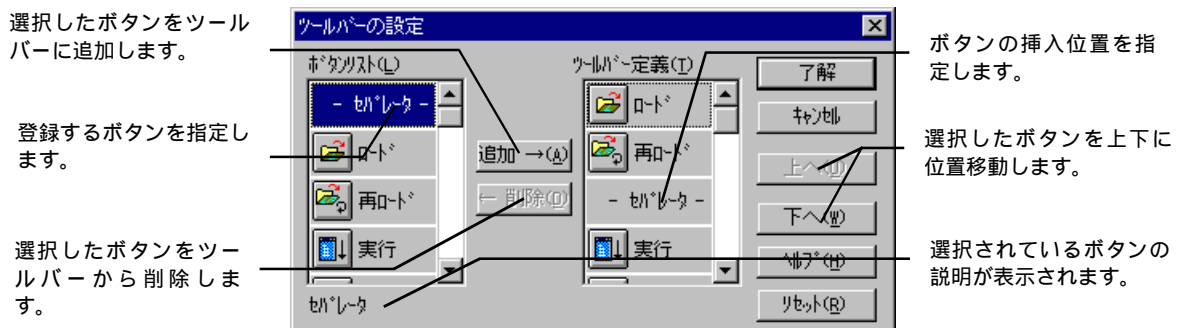 選択したボタンをツール
バーに追加します。
登録するボタンを指定し
ます。
選択したボタンをツー
ルバーから削除しま
す。
ﾂｰﾙﾊﾞｰの設定
ﾎﾞﾀﾝﾘｽﾄ(L)
- ｾﾊﾟﾚｰﾀ -
ﾛｰﾄﾞ
再ﾛｰﾄﾞ
実行
ｾﾊﾟﾚｰﾀ
追加 →(A)
← 削除(D)
ﾂｰﾙﾊﾞｰ定義(T)
ﾛｰﾄﾞ
再ﾛｰﾄﾞ
- ｾﾊﾟﾚｰﾀ -
実行
了解
ｷｬﾝｾﾙ
上へ(U)
下へ(W)
ﾍﾙﾌﾟ(H)
ﾘｾｯﾄ(R)
ボタンの挿入位置を指
定します。
選択したボタンを上下に
位置移動します。
選択されているボタンの
説明が表示されます。